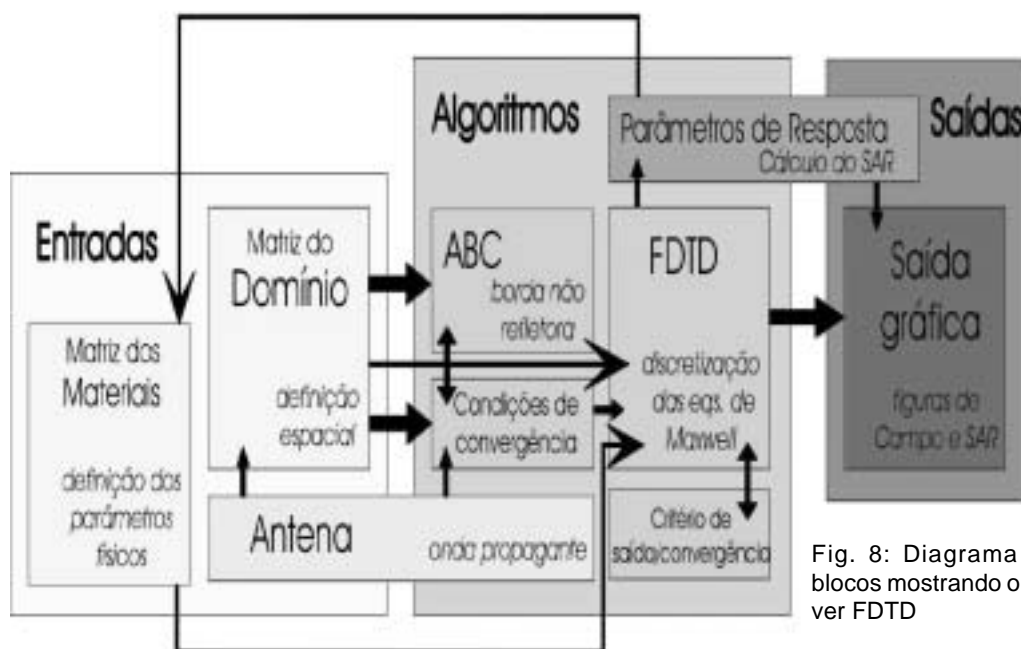 Entradas
Matriz dos
Materiais
definição dos
parâmetros
físicos
Matriz do
Domínio
definição
espacial
Antena
onda propagante
Algoritmos
ABC
borda não
refletora
Condições de
convergência
FDTD
discretização
das eqs. de
Maxwell
Critério de
saída/convergência
Parâmetros de Resposta
Cálculo do SAR
Saídas
Saída
gráfica
figuras de
Campo e SAR
Fig. 8: Diagrama
blocos mostrando o
ver FDTD